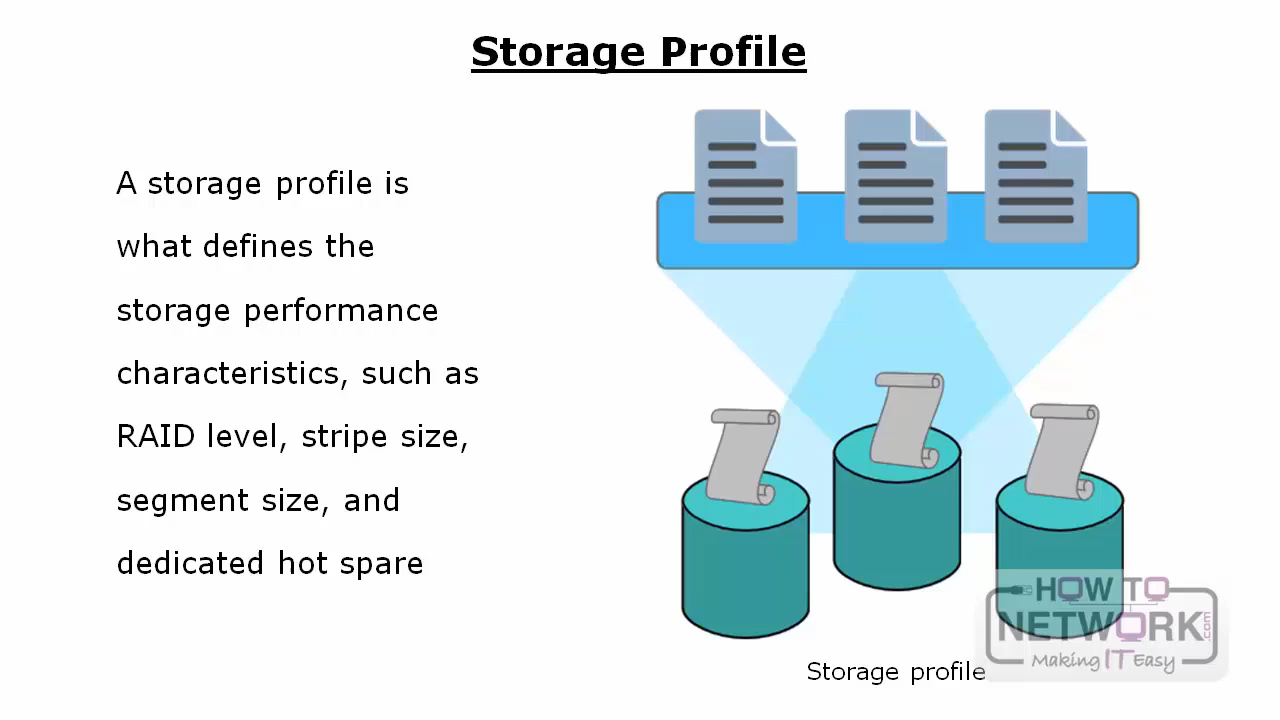 Storage Profile
A storage profile is
what defines the
storage performance
characteristics, such as
RAID level, stripe size,
segment size, and
dedicated hot spare
HOW TO
NETWORK.com
Making IT Easy
Storage profile